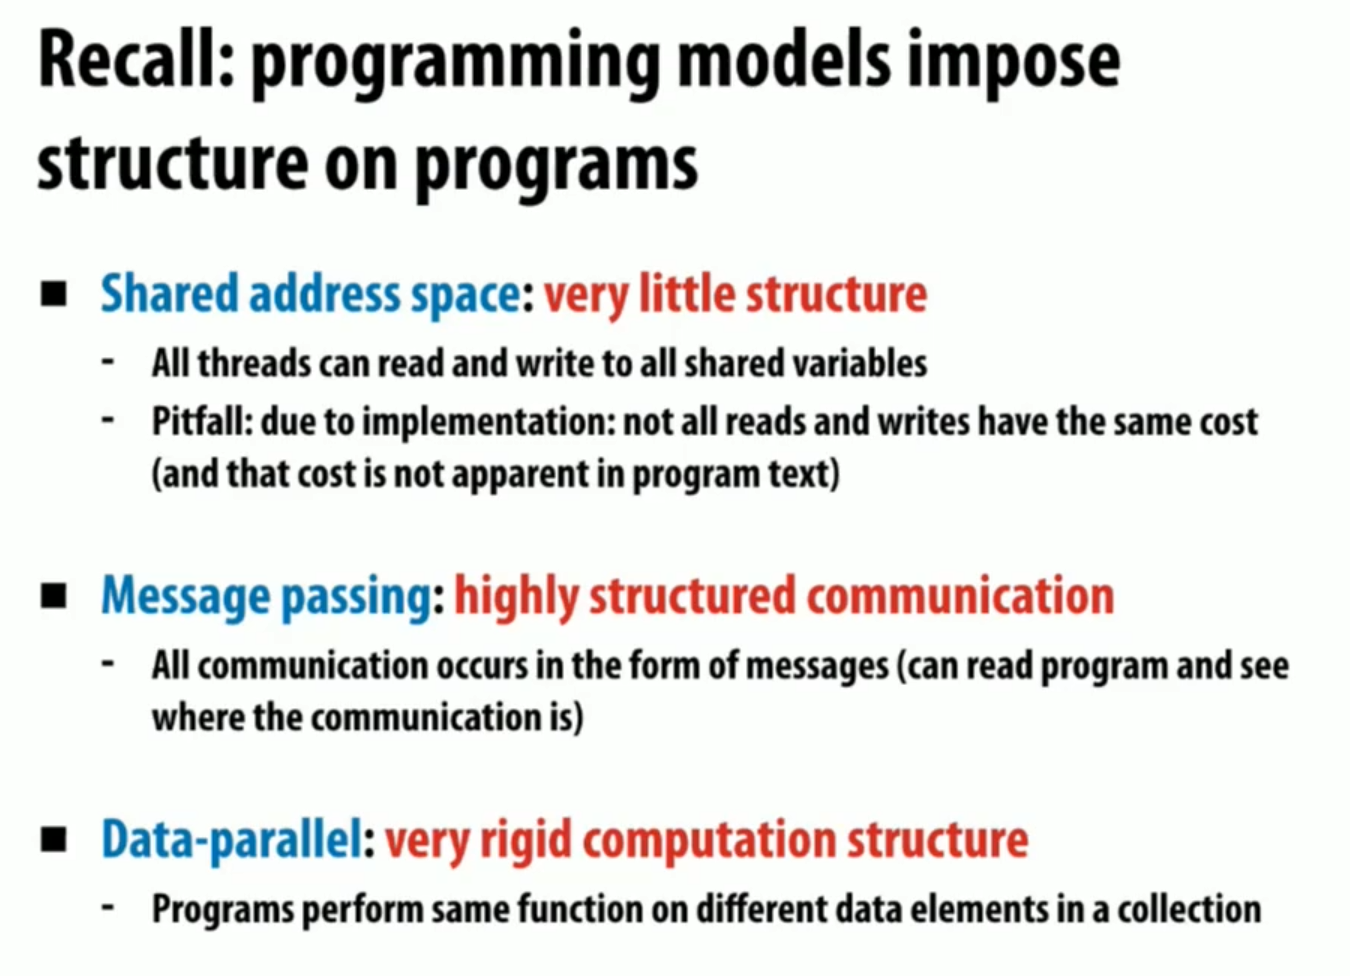 Recall: programming models impose
structure on programs
■ Shared address space: very little structure
- All threads can read and write to all shared variables
- Pitfall: due to implementation: not all reads and writes have the same cost
(and that cost is not apparent in program text)
■ Message passing: highly structured communication
- All communication occurs in the form of messages (can read program and see
where the communication is)
■ Data-parallel: very rigid computation structure
- Programs perform same function on different data elements in a collection